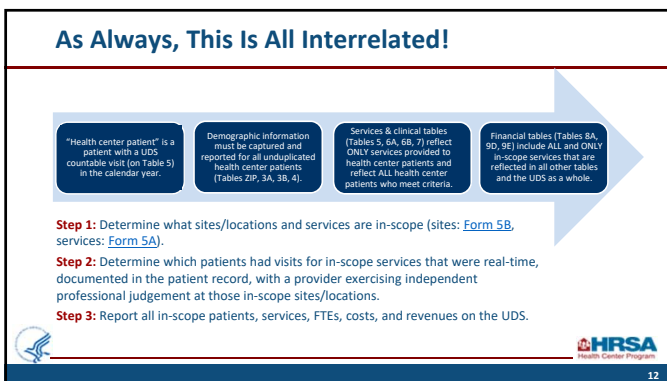 As Always, This Is All Interrelated!
"Health center patient" is a
patient with a UDS
countable visit (on Table 5)
in the calendar year.
Demographic information
must be captured and
reported for all unduplicated
health center patients
(Tables ZIP, 3A, 3B, 4).
Services & clinical tables
(Tables 5, 6A, 6B, 7) reflect
ONLY services provided to
health center patients and
reflect ALL health center
patients who meet criteria.
Financial tables (Tables 8A,
9D, 9E) include ALL and ONLY
in-scope services that are
reflected in all other tables
and the UDS as a whole.
Step 1: Determine what sites/locations and services are in-scope (sites: Form 5B,
services: Form 5A).
Step 2: Determine which patients had visits for in-scope services that were real-time,
documented in the patient record, with a provider exercising independent
professional judgement at those in-scope sites/locations.
Step 3: Report all in-scope patients, services, FTEs, costs, and revenues on the UDS.
HRSA
Health Center Program
12